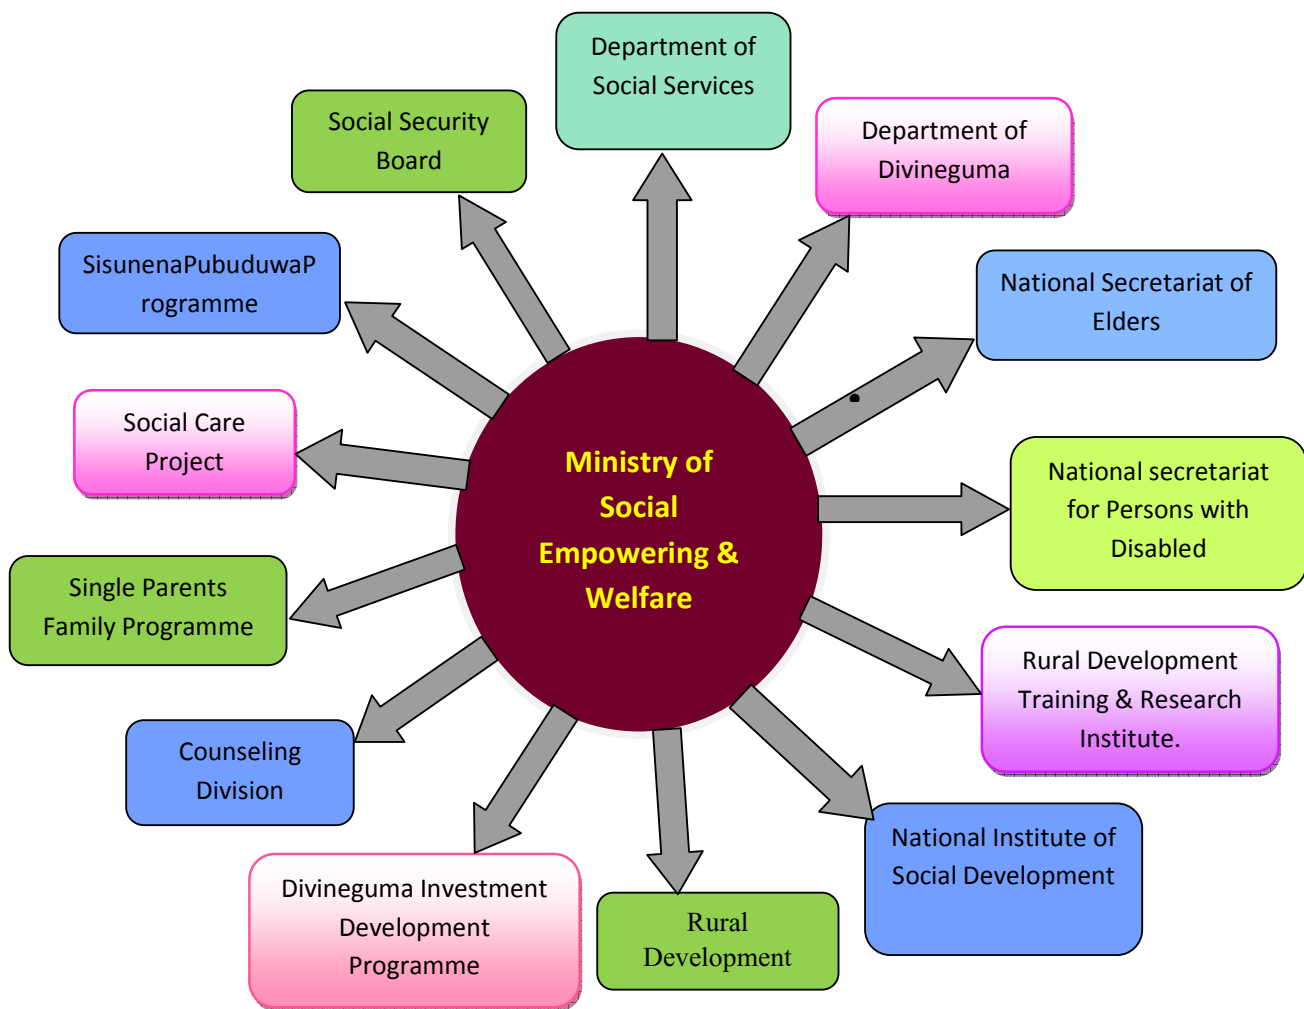 Department of
Social Services
Department of
Divineguma
National Secretariat of
Elders
National secretariat
for Persons with
Disabled
Rural Development
Training & Research
Institute.
National Institute of
Social Development
Rural
Development
Divineguma Investment
Development
Programme
Counseling
Division
Single Parents
Family Programme
Social Care
Project
SisunenaPubuduwaP
rogramme
Social Security
Board
Ministry of
Social
Empowering &
Welfare